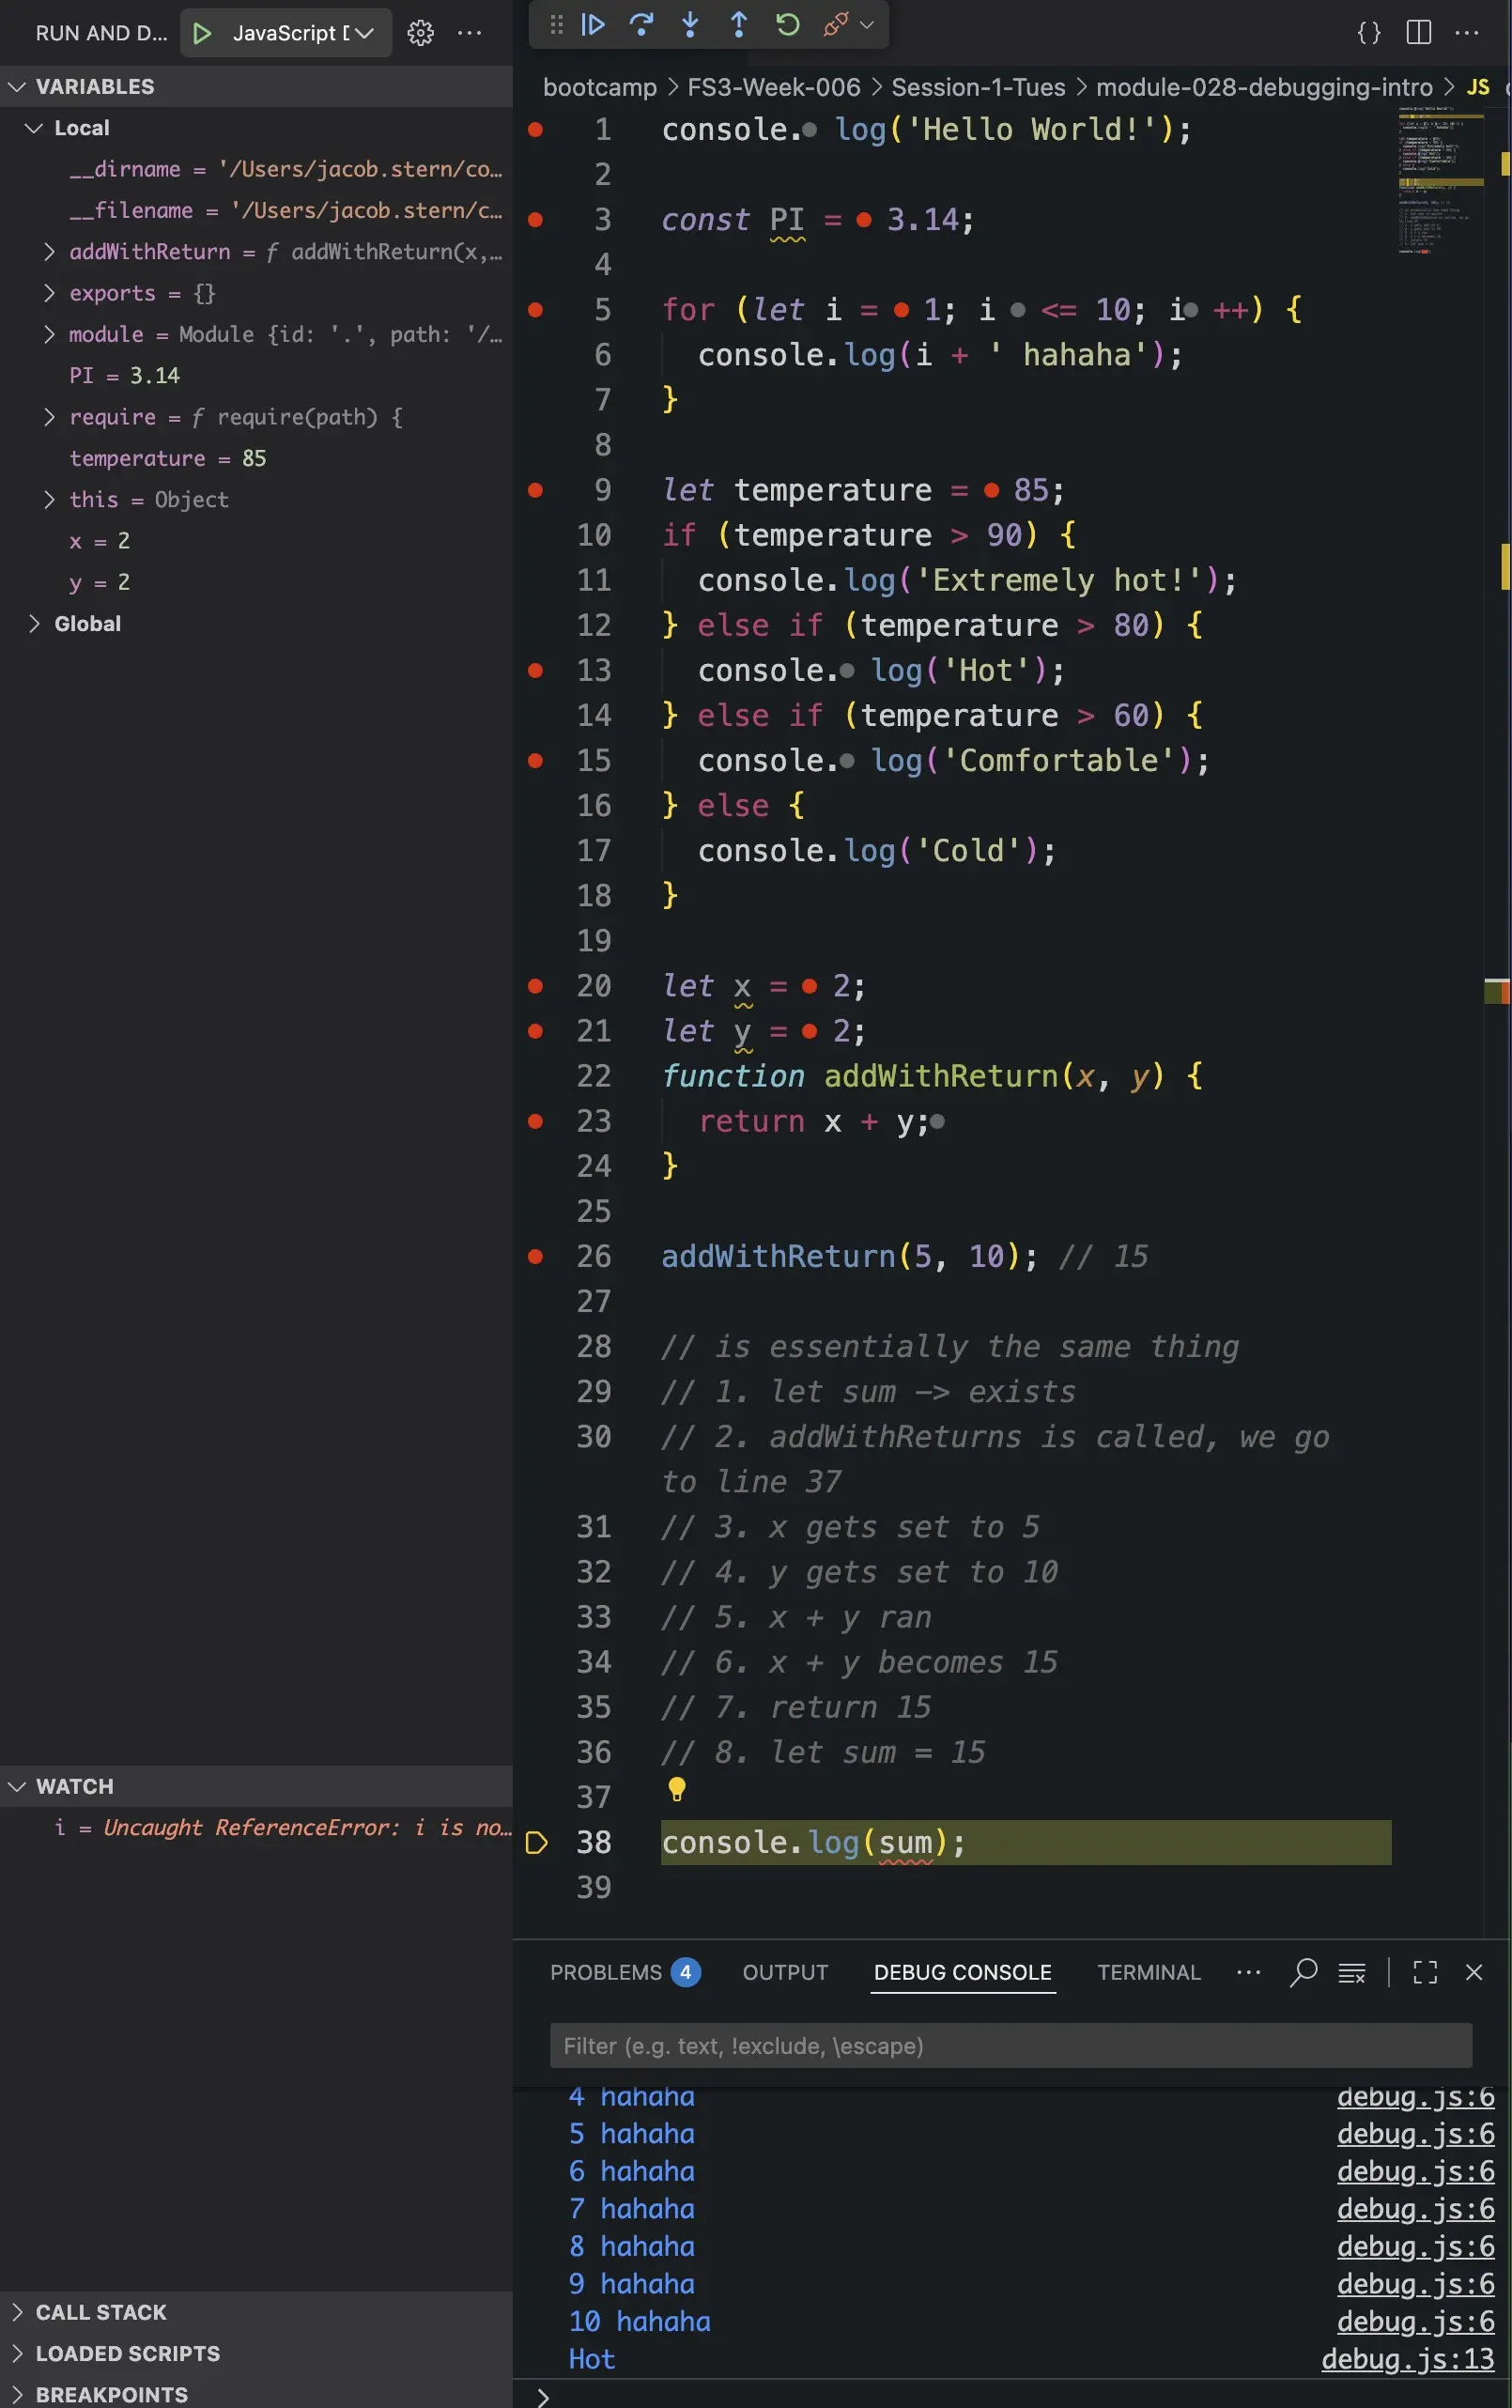 RUN AND D... JavaScript D
VARIABLES
Local
__dirname = '/Users/jacob.stern/co…
__filename = '/Users/jacob.stern/c…
addWithReturn = ƒ addWithReturn(x,…
exports = {}
module = Module {id: '.', path: '/…
PI = 3.14
require = ƒ require(path) {
temperature = 85
this = Object
x = 2
y = 2
Global
WATCH
i = Uncaught ReferenceError: i is no…
CALL STACK
LOADED SCRIPTS
BREAKPOINTS
bootcamp > FS3-Week-006 > Session-1-Tues > module-028-debugging-intro > JS
1 console.log('Hello World!');
2
3 const PI = 3.14;
4
5 for (let i = 1; i <= 10; i++) {
6 console.log(i + ' hahaha');
7 }
8
9 let temperature = 85;
10 if (temperature > 90) {
11 console.log('Extremely hot!');
12 } else if (temperature > 80) {
13 console.log('Hot');
14 } else if (temperature > 60) {
15 console.log('Comfortable');
16 } else {
17 console.log('Cold');
18 }
19
20 let x = 2;
21 let y = 2;
22 function addWithReturn(x, y) {
23 return x + y;
24 }
25
26 addWithReturn(5, 10); // 15
27
28 // is essentially the same thing
29 // 1. let sum -> exists
30 // 2. addWithReturns is called, we go
to line 37
31 // 3. x gets set to 5
32 // 4. y gets set to 10
33 // 5. x + y ran
34 // 6. x + y becomes 15
35 // 7. return 15
36 // 8. let sum = 15
37
38 console.log(sum);
39
PROBLEMS 4 OUTPUT DEBUG CONSOLE TERMINAL ...
Filter (e.g. text, !exclude, \escape)
4 hahaha debug.js:6
5 hahaha debug.js:6
6 hahaha debug.js:6
7 hahaha debug.js:6
8 hahaha debug.js:6
9 hahaha debug.js:6
10 hahaha debug.js:6
Hot debug.js:13